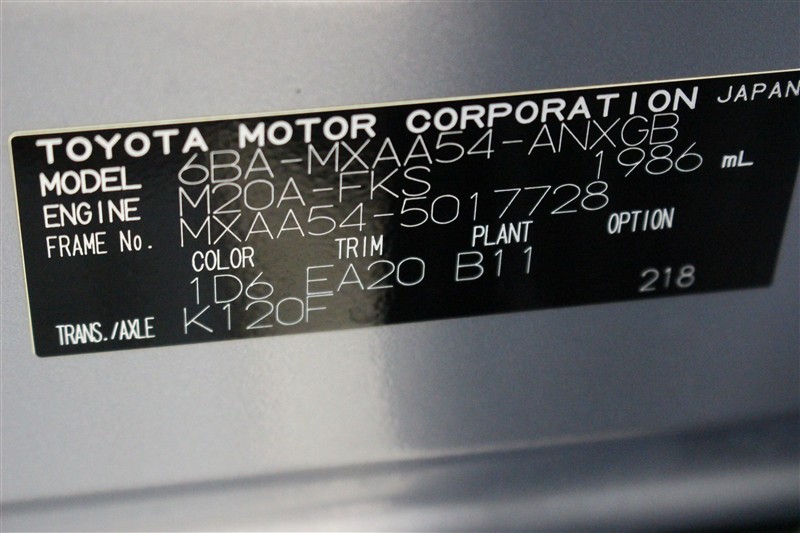 TOYOTA MOTOR CORPORATION JAPAN
MODEL 6BA-MXAA54-ANXGB
ENGINE M20A-FKS 1986 mL
FRAME No. MXAA54-5017728
COLOR TRIM PLANT OPTION
1D6 EA20 B11
TRANS./AXLE K120F 218